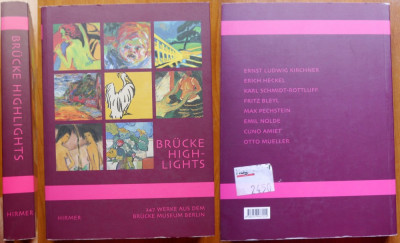 BRÜCKE HIGHLIGHTS
HIRMER
BRÜCKE
HIGH-
LIGHTS
HIRMER
247 WERKE AUS DEM
BRÜCKE MUSEUM BERLIN
ERNST LUDWIG KIRCHNER
ERICH HECKEL
KARL SCHMIDT-ROTTLUFF
FRITZ BLEYL
MAX PECHSTEIN
EMIL NOLDE
CUNO AMIET
OTTO MUELLER